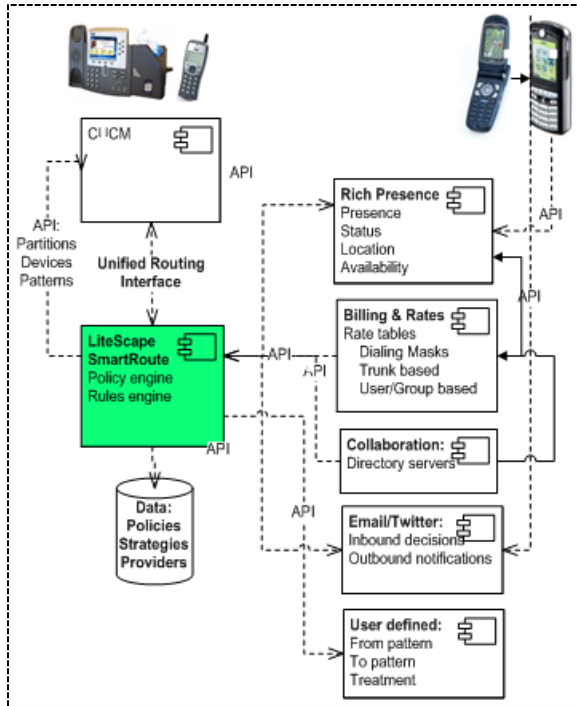 CUCM
API
API:
Partitions
Devices
Patterns
Unified Routing
Interface
LiteScape
SmartRoute
Policy engine
Rules engine
API
Data:
Policies
Strategies
Providers
Rich Presence
Presence
Status
Location
Availability
API
API
Billing & Rates
Rate tables
Dialing Masks
Trunk based
User/Group based
API
API
Collaboration:
Directory servers
API
Email/Twitter:
Inbound decisions
Outbound notifications
User defined:
From pattern
To pattern
Treatment